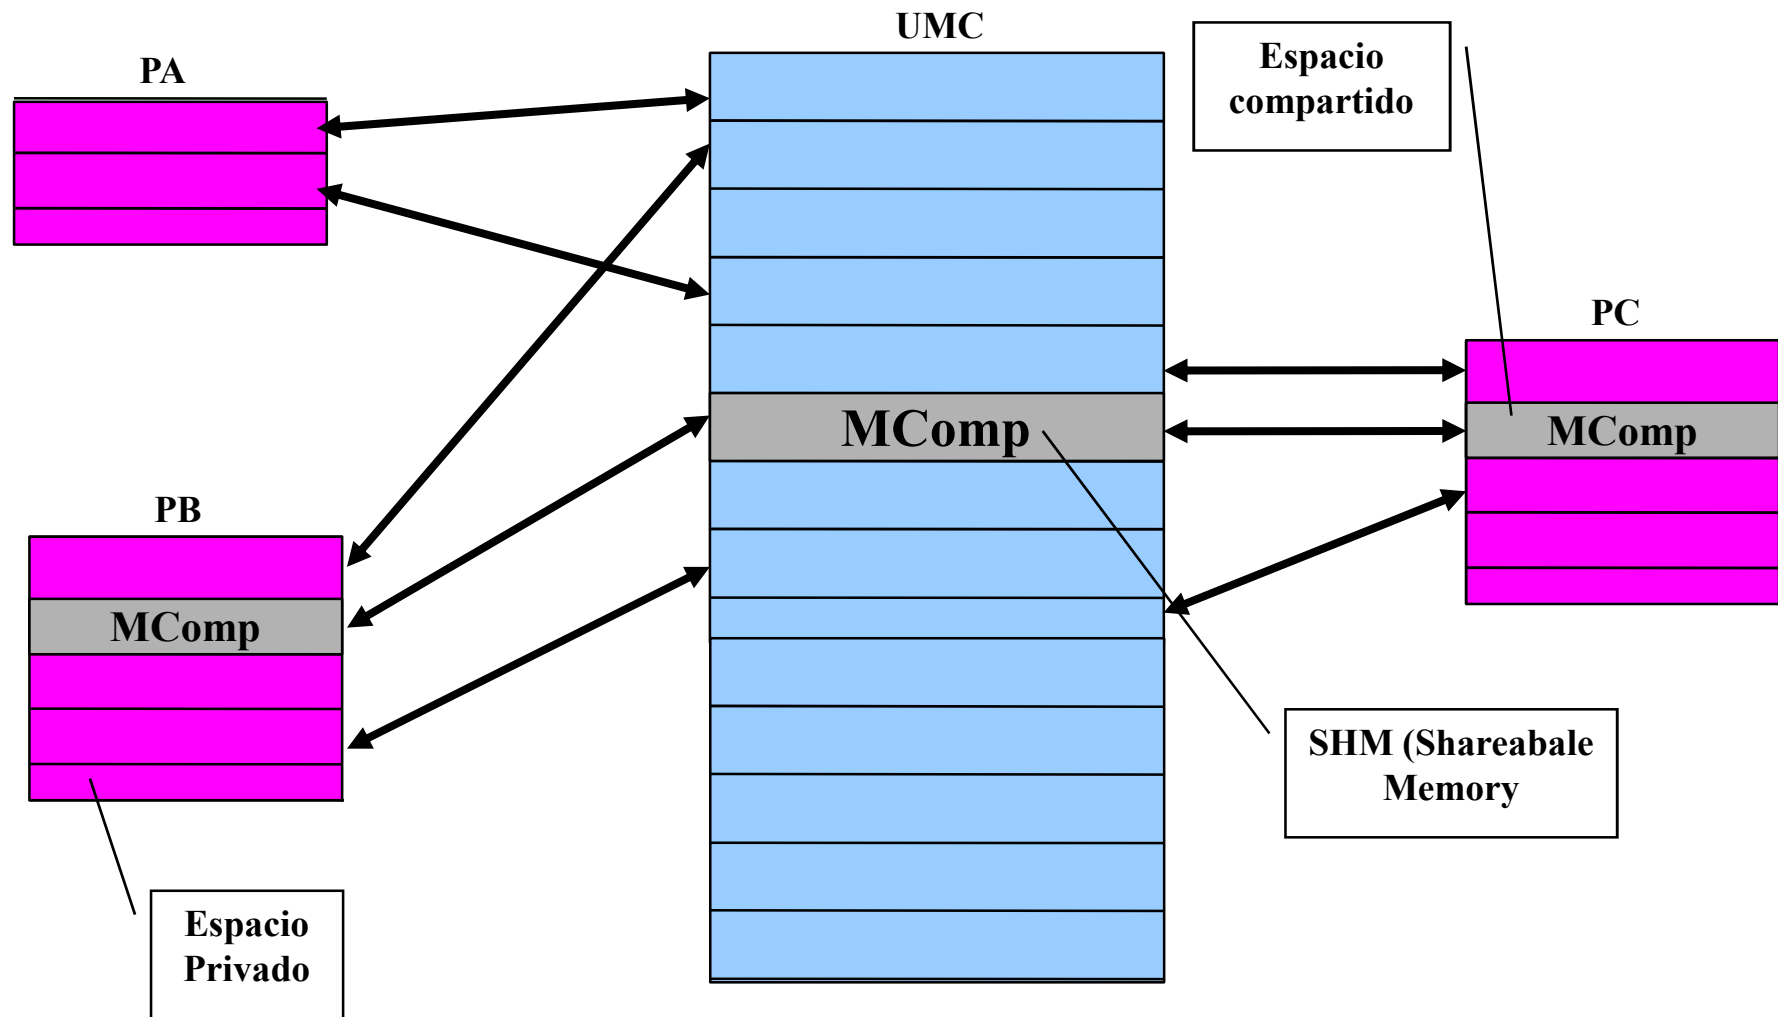 UMC
Espacio
compartido
PA
PC
MComp
MComp
PB
MComp
SHM (Shareabale
Memory
Espacio
Privado